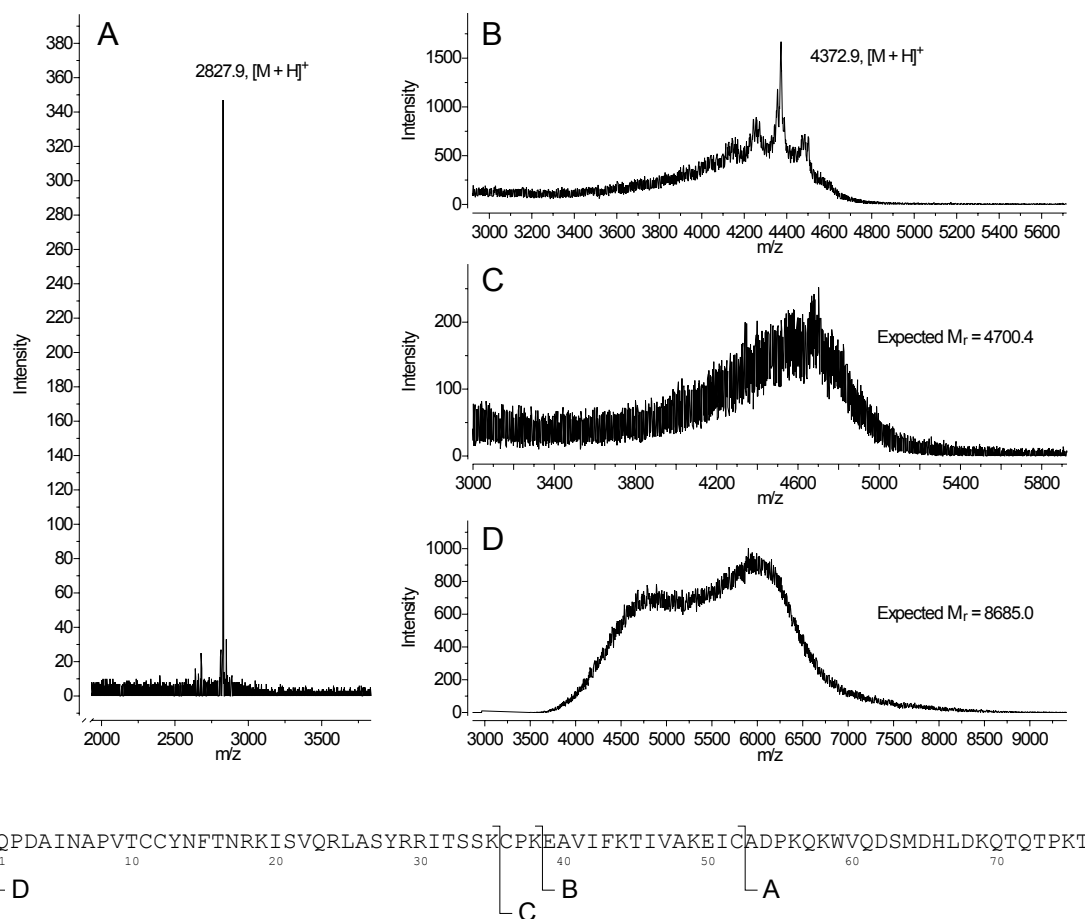 A
2827.9, [M + H]+
Intensity
380
360
340
320
300
280
260
240
220
200
180
160
140
120
100
80
60
40
20
0
2000 2500 3000 3500
m/z
B
4372.9, [M + H]+
Intensity
1500
1000
500
0
3000 3200 3400 3600 3800 4000 4200 4400 4600 4800 5000 5200 5400 5600
m/z
C
Expected Mr = 4700.4
Intensity
200
100
0
3000 3400 3800 4200 4600 5000 5400 5800
m/z
D
Expected Mr = 8685.0
Intensity
1000
800
600
400
200
0
3000 3500 4000 4500 5000 5500 6000 6500 7000 7500 8000 8500 9000
m/z
QPDAINAPVTCCYNFTNRKISVQRLASYRRITSSKCPKEAVIFKTIVAKEICADPKQKWVQDSMDHLDKQTQTPKT
1 10 20 30 40 50 60 70
D B A
C